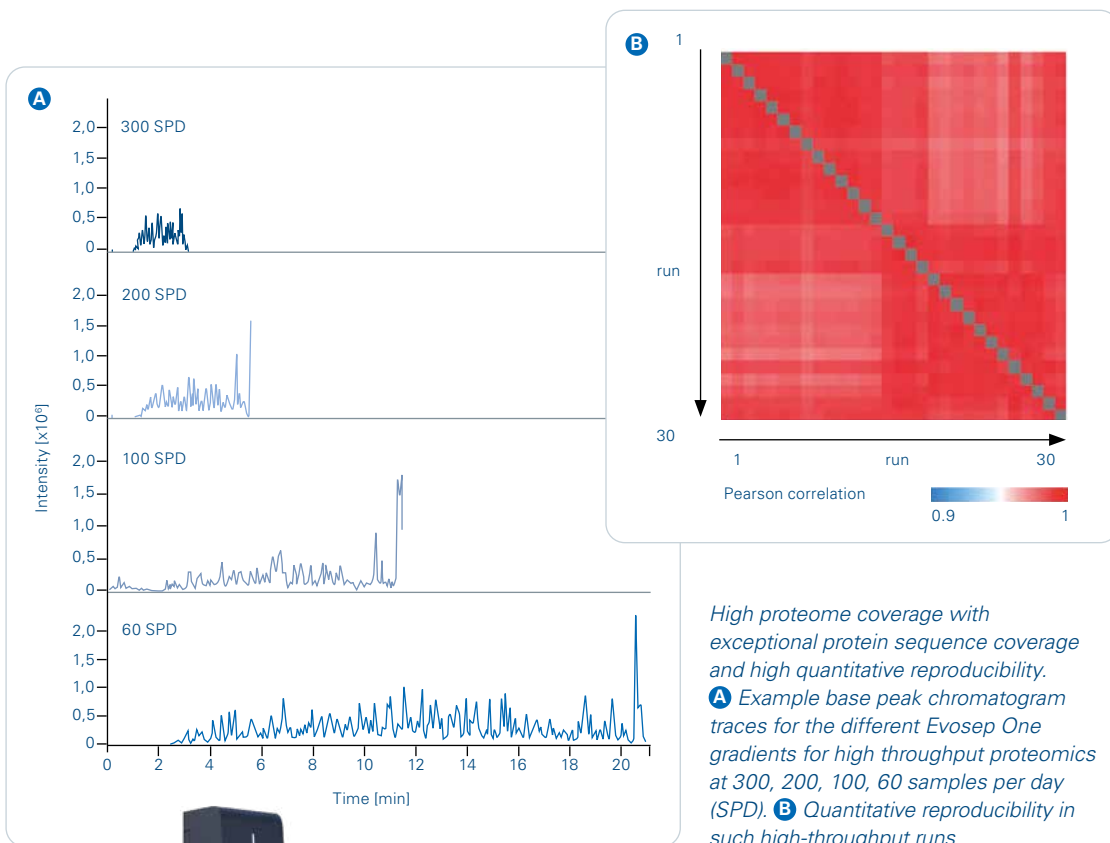 A
300 SPD
2,0
1,5
1,0
0,5
0
200 SPD
2,0
1,5
1,0
0,5
0
100 SPD
2,0
1,5
1,0
0,5
0
60 SPD
2,0
1,5
1,0
0,5
0
Intensity [x10⁶]
0 2 4 6 8 10 12 14 16 18 20
Time [min]
B
1
run
30
1 run 30
Pearson correlation
0.9 1
High proteome coverage with
exceptional protein sequence coverage
and high quantitative reproducibility.
A Example base peak chromatogram
traces for the different Evosep One
gradients for high throughput proteomics
at 300, 200, 100, 60 samples per day
(SPD). B Quantitative reproducibility in
such high-throughput runs